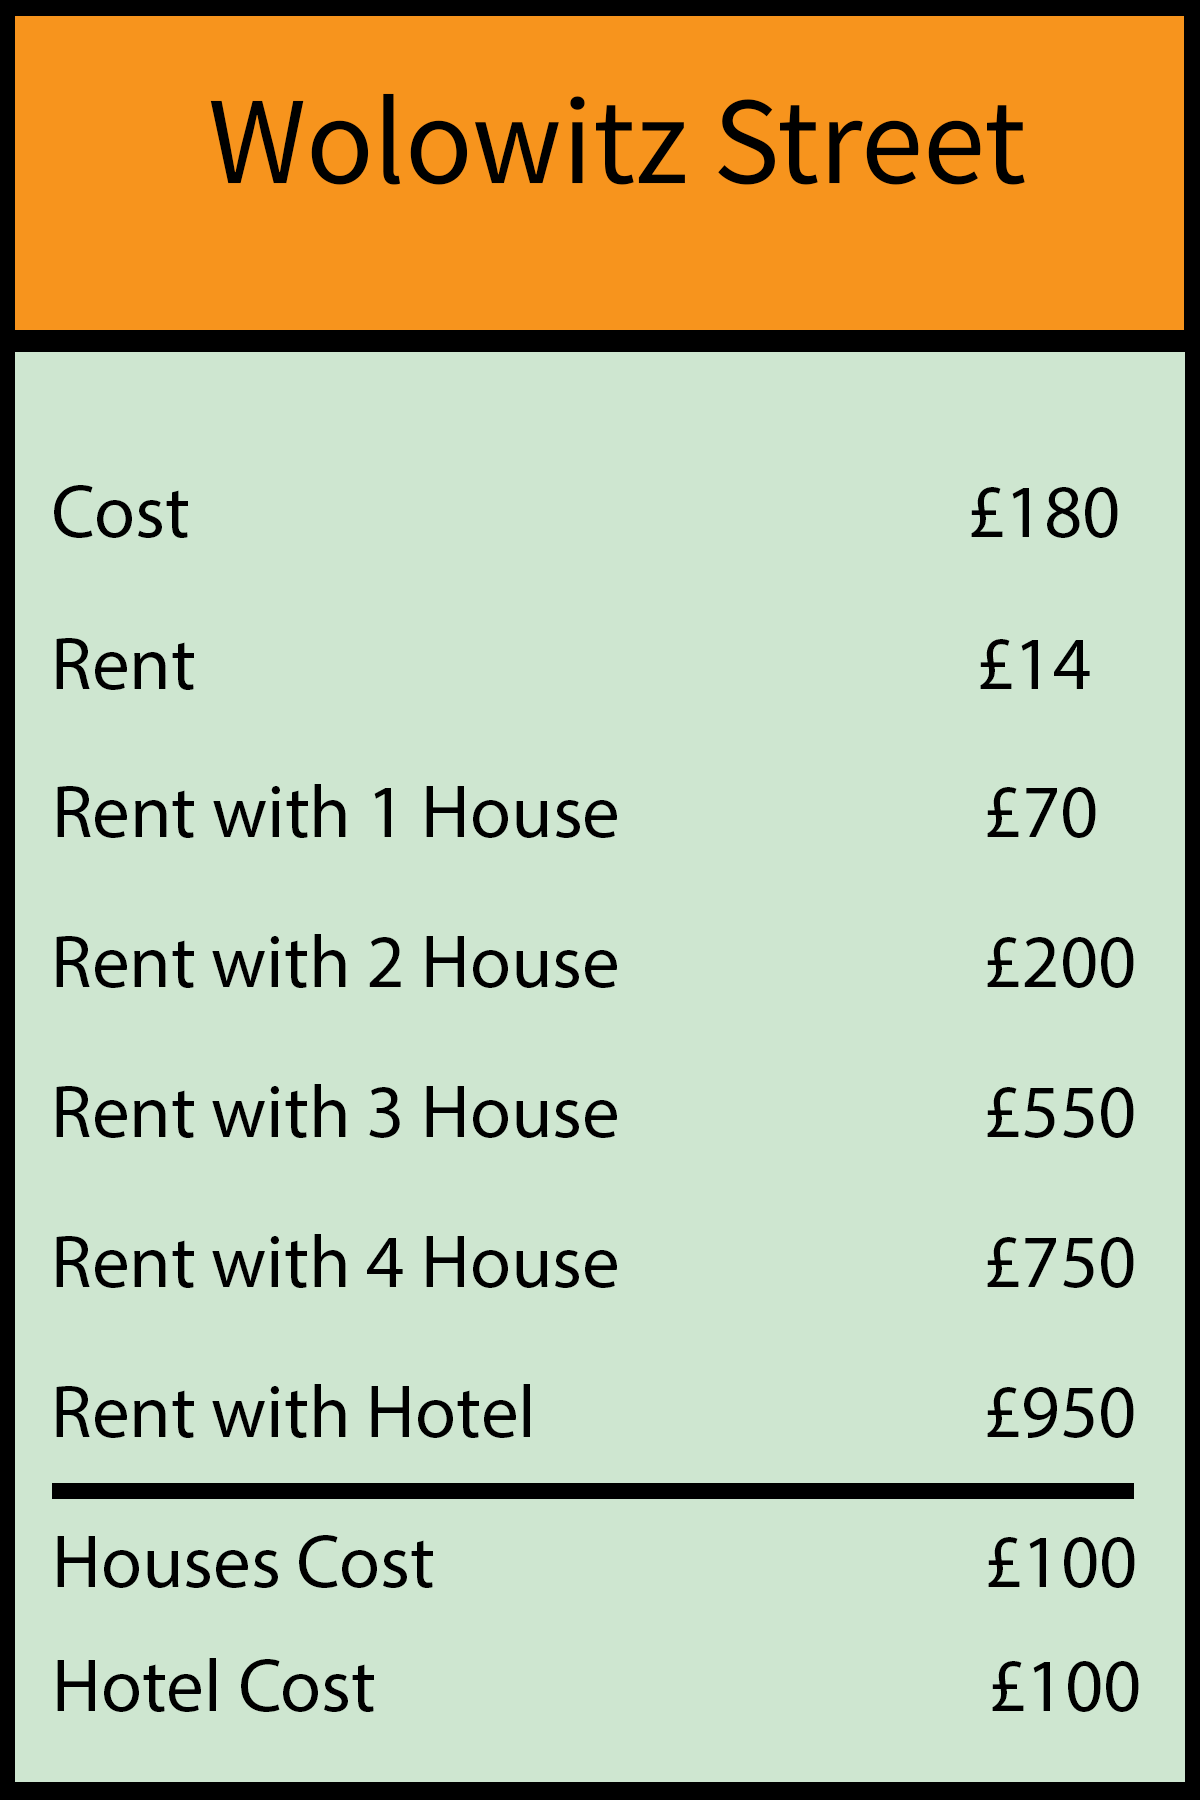 Wolowitz Street
Cost £180
Rent £14
Rent with 1 House £70
Rent with 2 House £200
Rent with 3 House £550
Rent with 4 House £750
Rent with Hotel £950
Houses Cost £100
Hotel Cost £100